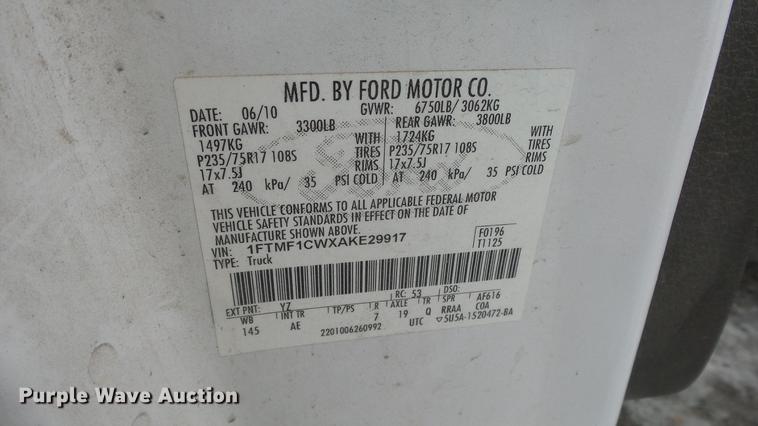 MFD. BY FORD MOTOR CO.
DATE: 06/10 GVWR: 6750LB/ 3062KG
FRONT GAWR: 3300LB REAR GAWR: 3800LB
1497KG WITH 1724KG WITH
P235/75R17 108S TIRES P235/75R17 108S TIRES
17x7.5J RIMS 17x7.5J RIMS
AT 240 kPa/ 35 PSI COLD AT 240 kPa/ 35 PSI COLD
THIS VEHICLE CONFORMS TO ALL APPLICABLE FEDERAL MOTOR
VEHICLE SAFETY STANDARDS IN EFFECT ON THE DATE OF
MANUFACTURE SHOWN ABOVE.
VIN: 1FTMF1CWXAKE29917 F0196
TYPE: Truck T1125
EXT PNT: YZ RC: 53 DSO:
WB INT TR TP/PS R AXLE TR SPR AF616
145 AE 7 19 Q RRAA COA
2201006260992 UTC ▽5U5A-1520472-BA
Purple Wave Auction